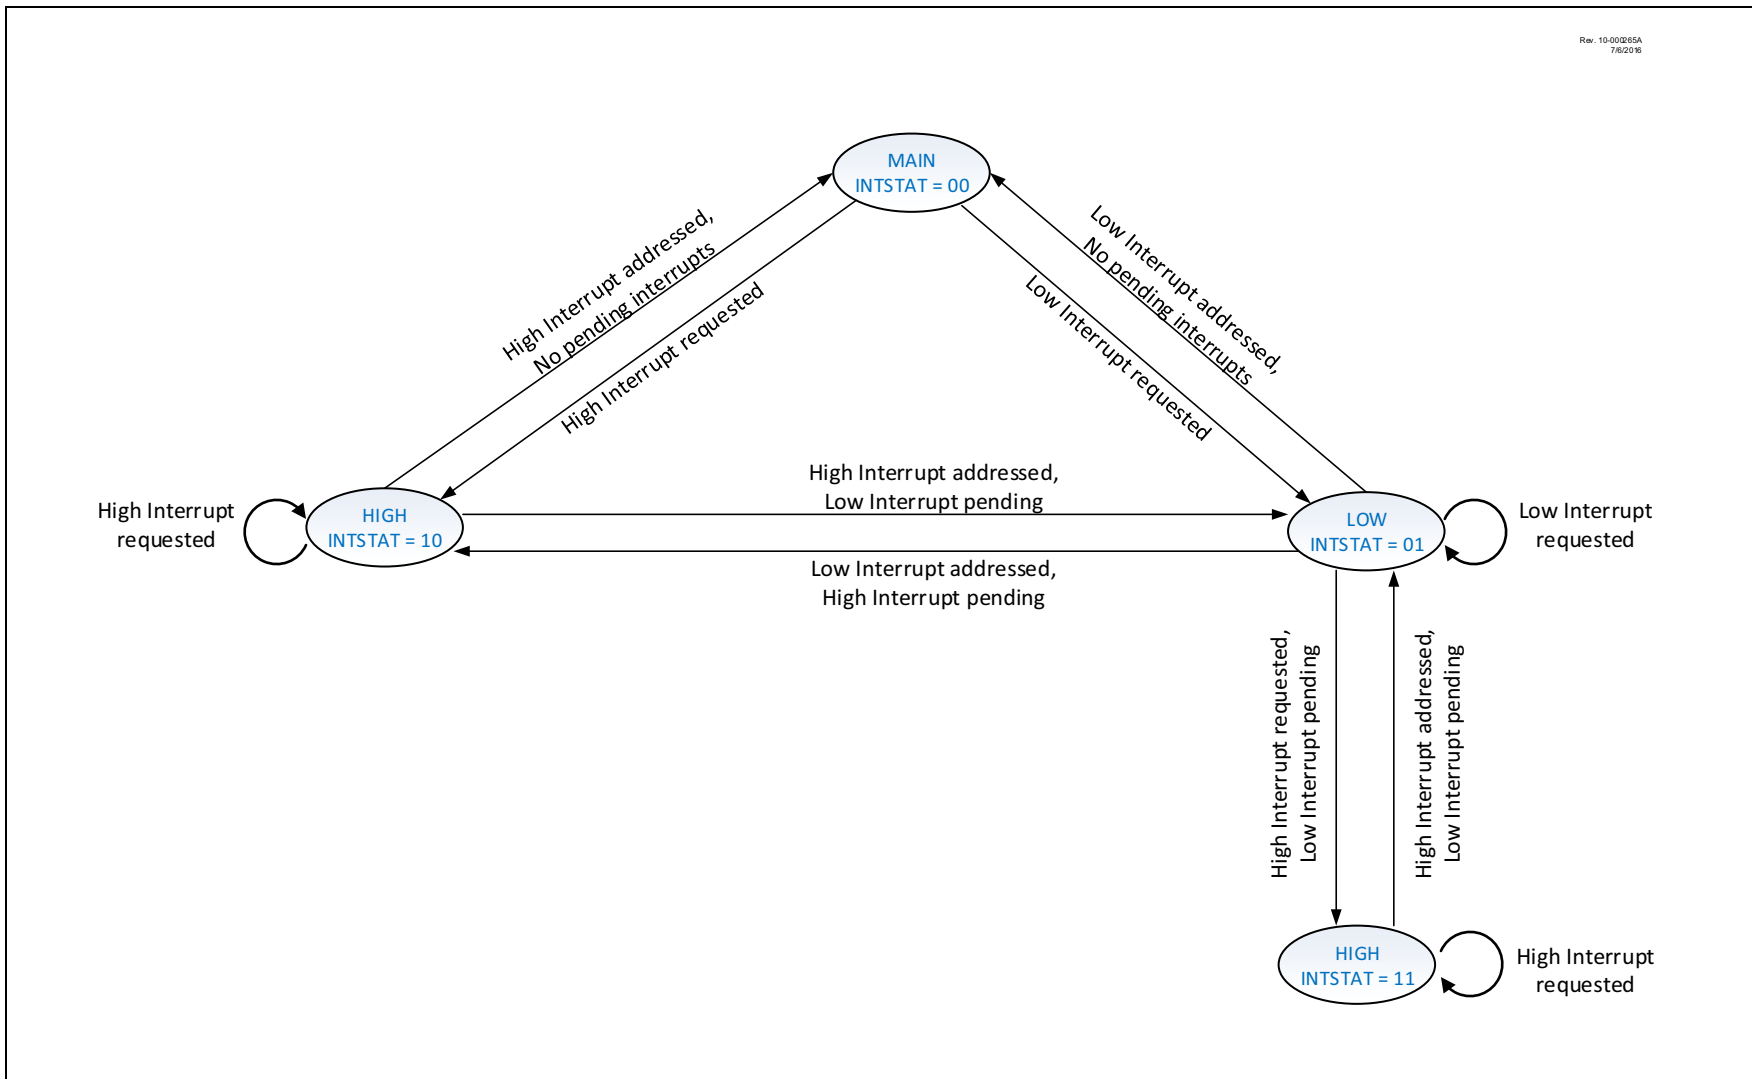 Rev. 10-000265A
7/6/2016
MAIN
INTSTAT = 00
High Interrupt addressed,
No pending interrupts
High Interrupt requested
Low Interrupt addressed,
No pending interrupts
Low Interrupt requested
High Interrupt addressed,
Low Interrupt pending
High Interrupt
requested
HIGH
INTSTAT = 10
LOW
INTSTAT = 01
Low Interrupt
requested
Low Interrupt addressed,
High Interrupt pending
High Interrupt requested,
Low Interrupt pending
High Interrupt addressed,
Low Interrupt pending
HIGH
INTSTAT = 11
High Interrupt
requested